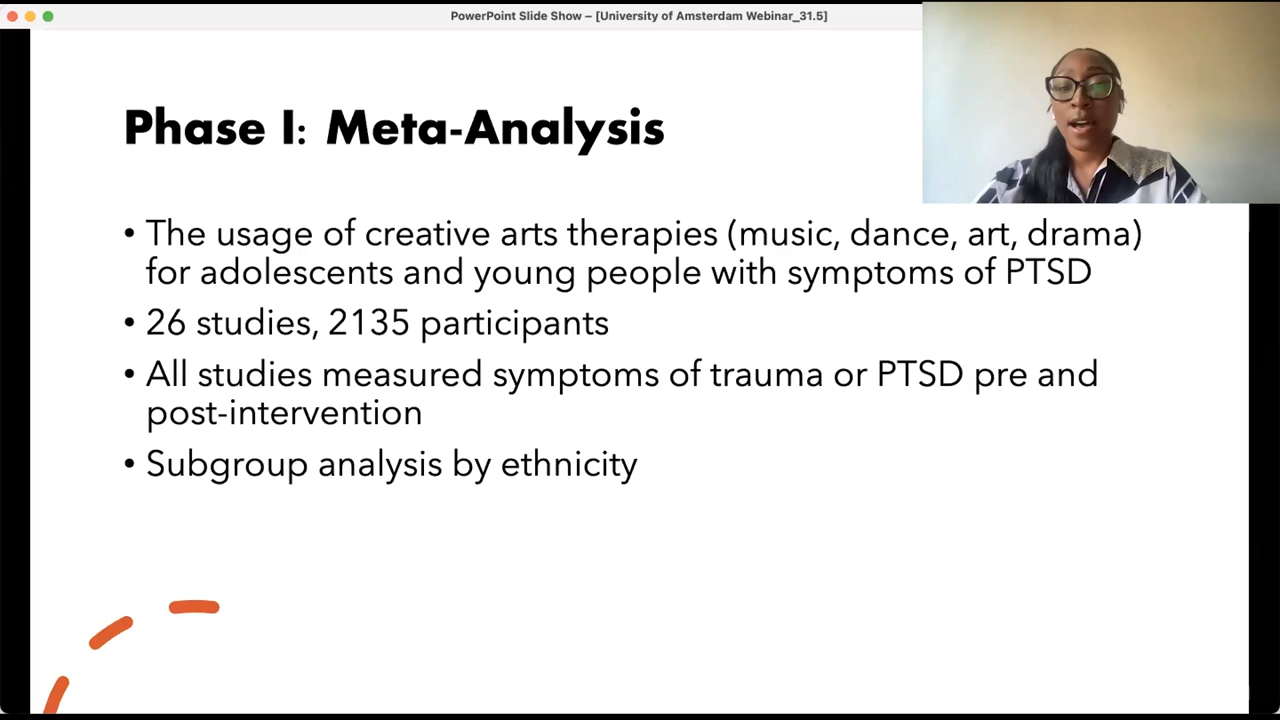 PowerPoint Slide Show – [University of Amsterdam Webinar_31.5]
Phase I: Meta-Analysis
• The usage of creative arts therapies (music, dance, art, drama)
for adolescents and young people with symptoms of PTSD
• 26 studies, 2135 participants
• All studies measured symptoms of trauma or PTSD pre and
post-intervention
• Subgroup analysis by ethnicity